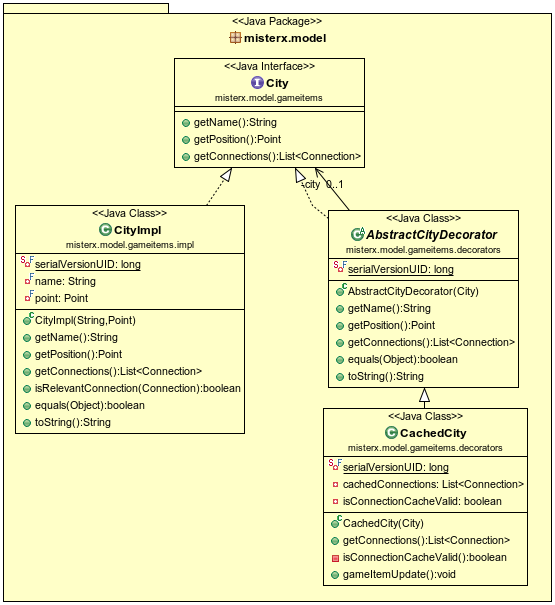 <<Java Package>>
misterx.model
<<Java Interface>>
City
misterx.model.gameitems
getName():String
getPosition():Point
getConnections():List<Connection>
-city 0..1
<<Java Class>>
CityImpl
misterx.model.gameitems.impl
serialVersionUID: long
name: String
point: Point
CityImpl(String,Point)
getName():String
getPosition():Point
getConnections():List<Connection>
isRelevantConnection(Connection):boolean
equals(Object):boolean
toString():String
<<Java Class>>
AbstractCityDecorator
misterx.model.gameitems.decorators
serialVersionUID: long
AbstractCityDecorator(City)
getName():String
getPosition():Point
getConnections():List<Connection>
equals(Object):boolean
toString():String
<<Java Class>>
CachedCity
misterx.model.gameitems.decorators
serialVersionUID: long
cachedConnections: List<Connection>
isConnectionCacheValid: boolean
CachedCity(City)
getConnections():List<Connection>
isConnectionCacheValid():boolean
gameItemUpdate():void